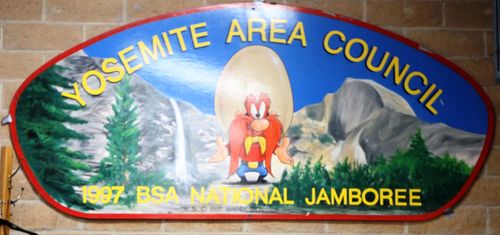 YOSEMITE AREA COUNCIL
1997 BSA NATIONAL JAMBOREE